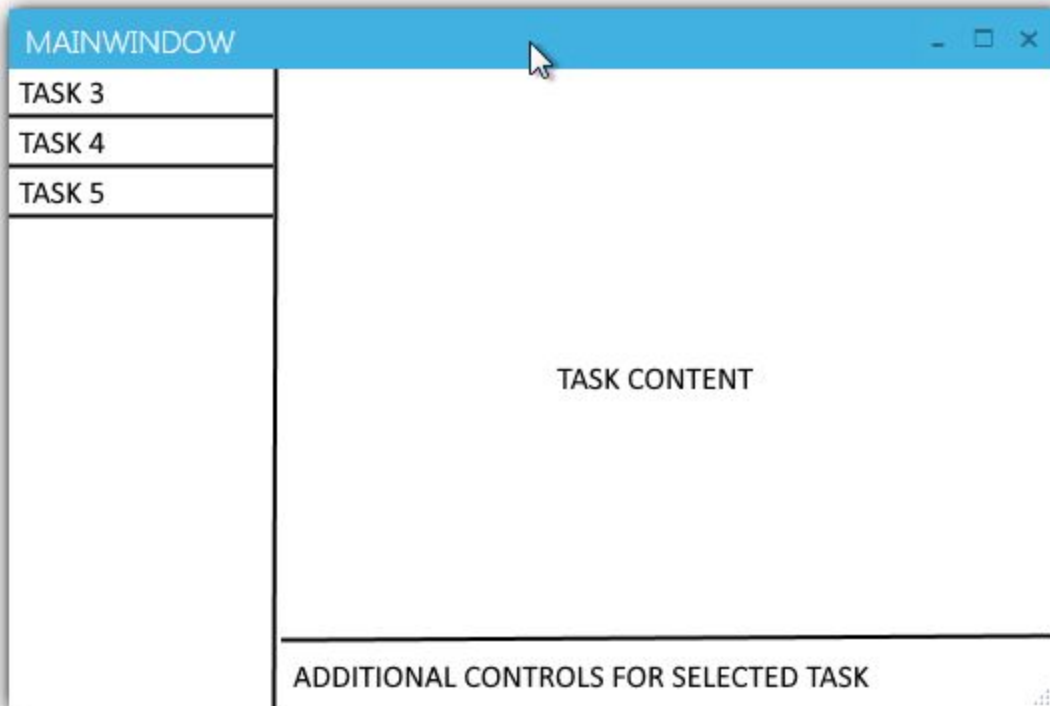 MAINWINDOW
TASK 3
TASK 4
TASK 5
TASK CONTENT
ADDITIONAL CONTROLS FOR SELECTED TASK